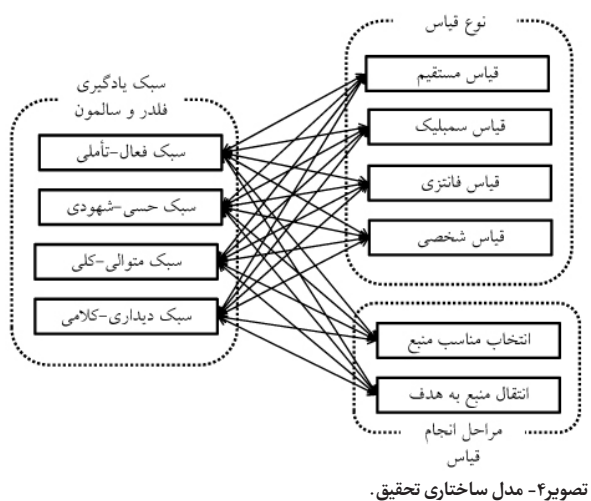 نوع قیاس
قیاس مستقیم
قیاس سمبلیک
قیاس فانتزی
قیاس شخصی
سبک یادگیری
فلدر و سالمون
سبک فعال-تأملی
سبک حسی-شهودی
سبک متوالی-کلی
سبک دیداری-کلامی
انتخاب مناسب منبع
انتقال منبع به هدف
مراحل انجام
قیاس
تصویر۴- مدل ساختاری تحقیق.